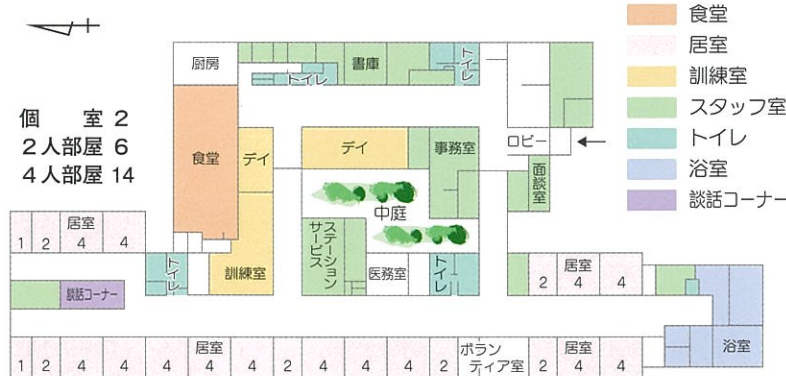 個　室 2
2人部屋 6
4人部屋 14
食堂
居室
訓練室
スタッフ室
トイレ
浴室
談話コーナー
厨房
書庫
トイレ
トイレ
食堂
デイ
デイ
事務室
ロビー
面談室
中庭
居室
1 2 4 4
トイレ
訓練室
サービス
ステーション
医務室
トイレ
居室
2 4 4
談話コーナー
浴室
居室
1 2 4 4 4 4 4 2 4 4 4 2
ボラン
ティア室
居室
2 4 4